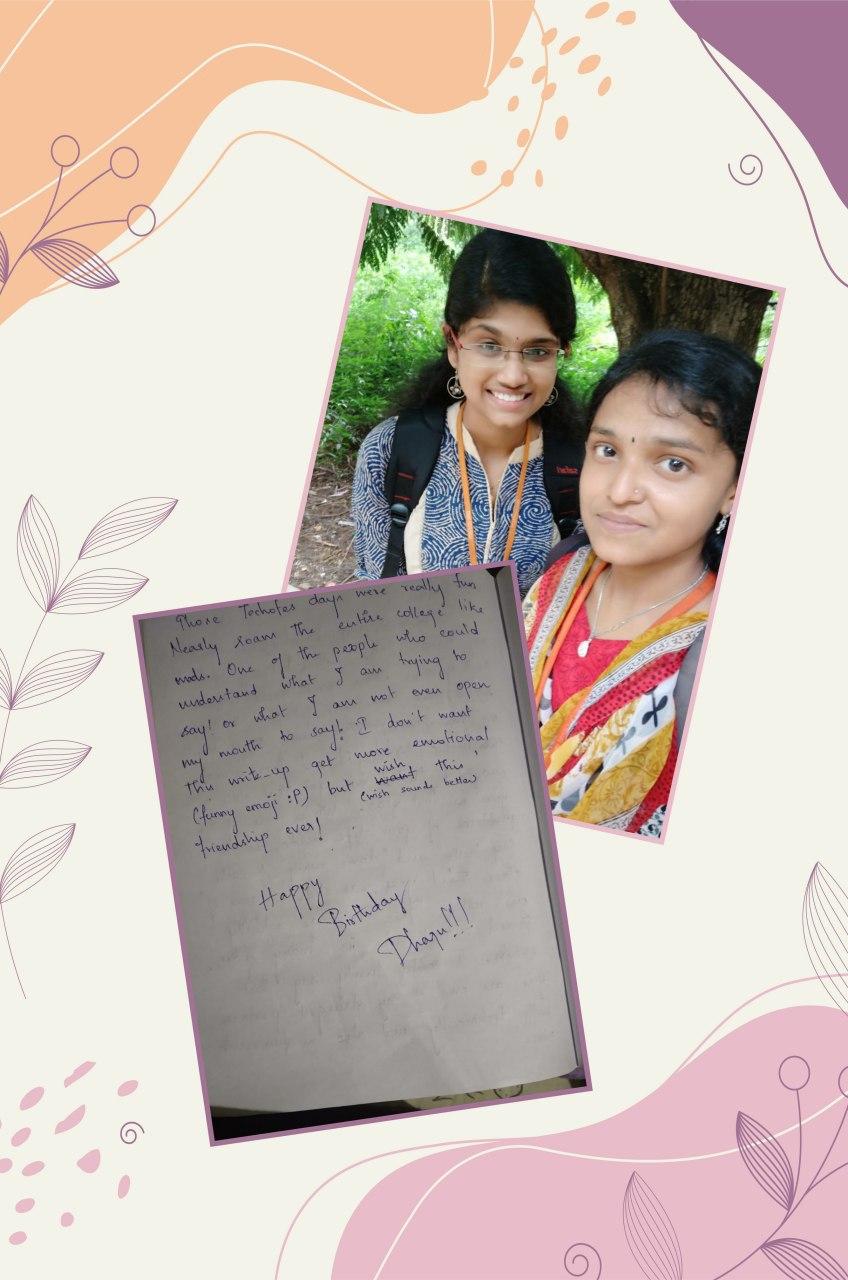 Those Techofes days were really fun
Nearly roam the entire college like
mads. One of the people who could
understand what I am trying to
say! or what I am not even open
my mouth to say! I don't want
this write-up get more emotional
wish
(funny emoji :P) but want this
(wish sounds better)
friendship ever!
Happy
Birthday